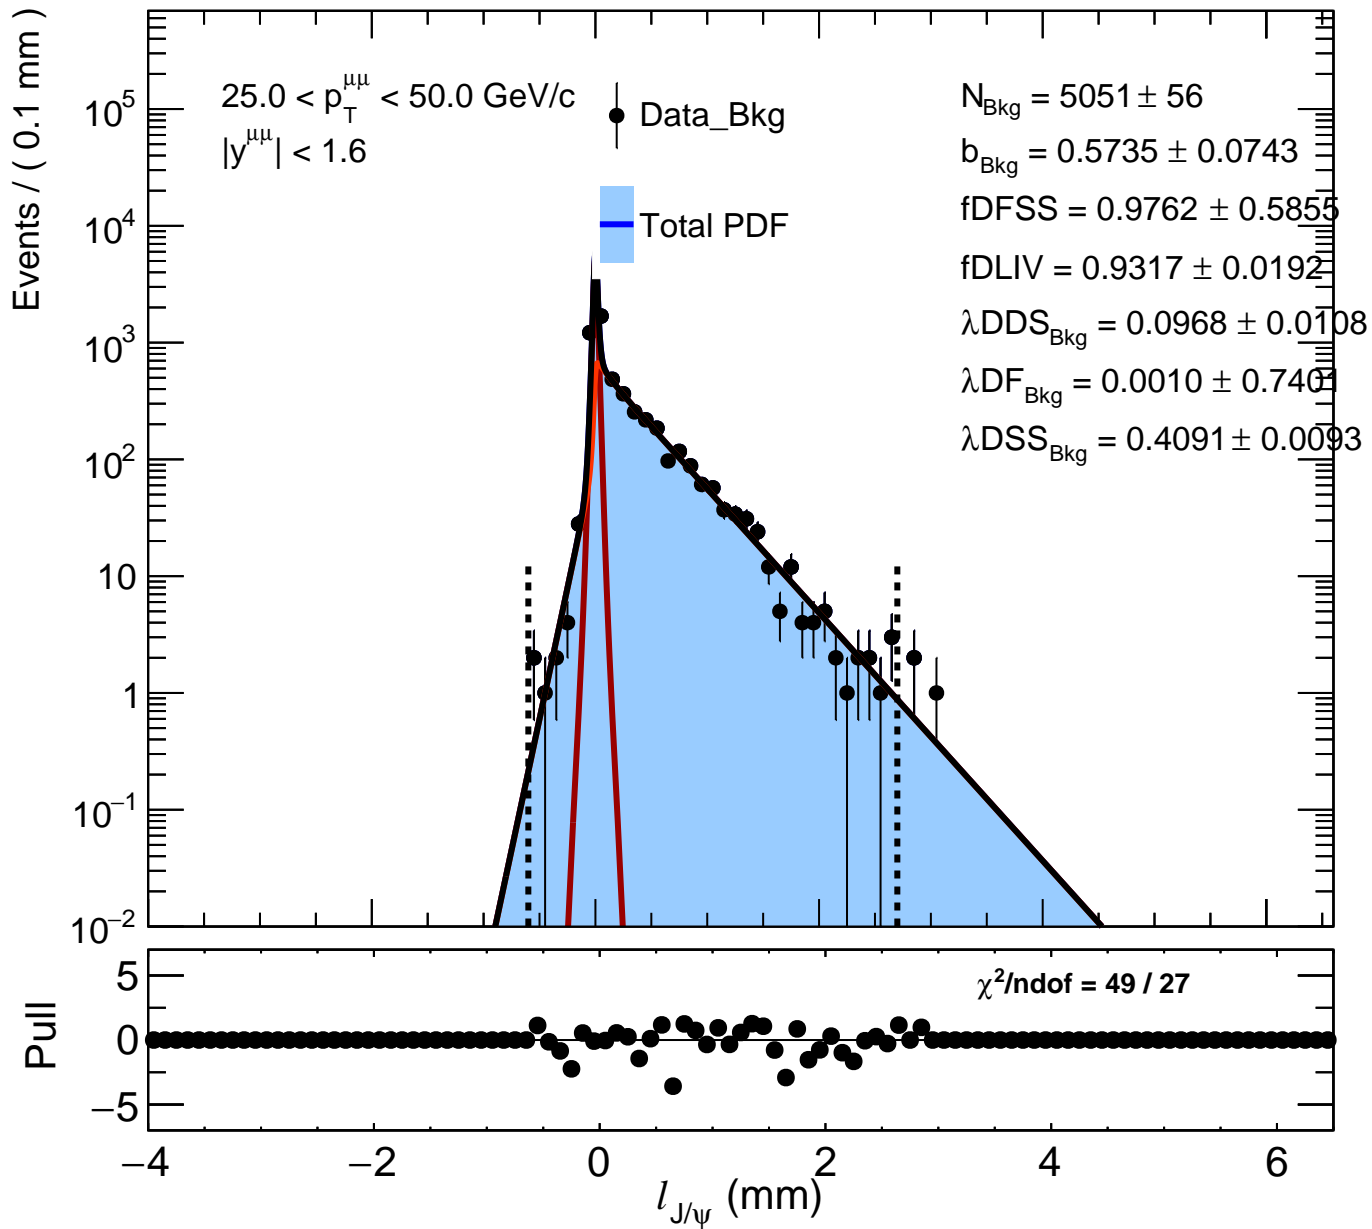 Events / ( 0.1 mm )
25.0 < p_T^μμ < 50.0 GeV/c
|y^μμ| < 1.6
Data_Bkg
Total PDF
N_Bkg = 5051 ± 56
b_Bkg = 0.5735 ± 0.0743
fDFSS = 0.9762 ± 0.5855
fDLIV = 0.9317 ± 0.0192
λDDS_Bkg = 0.0968 ± 0.0108
λDF_Bkg = 0.0010 ± 0.7401
λDSS_Bkg = 0.4091 ± 0.0093
10^5
10^4
10^3
10^2
10
1
10^−1
10^−2
χ^2/ndof = 49 / 27
Pull
5
0
−5
−4 −2 0 2 4 6
l_J/ψ (mm)